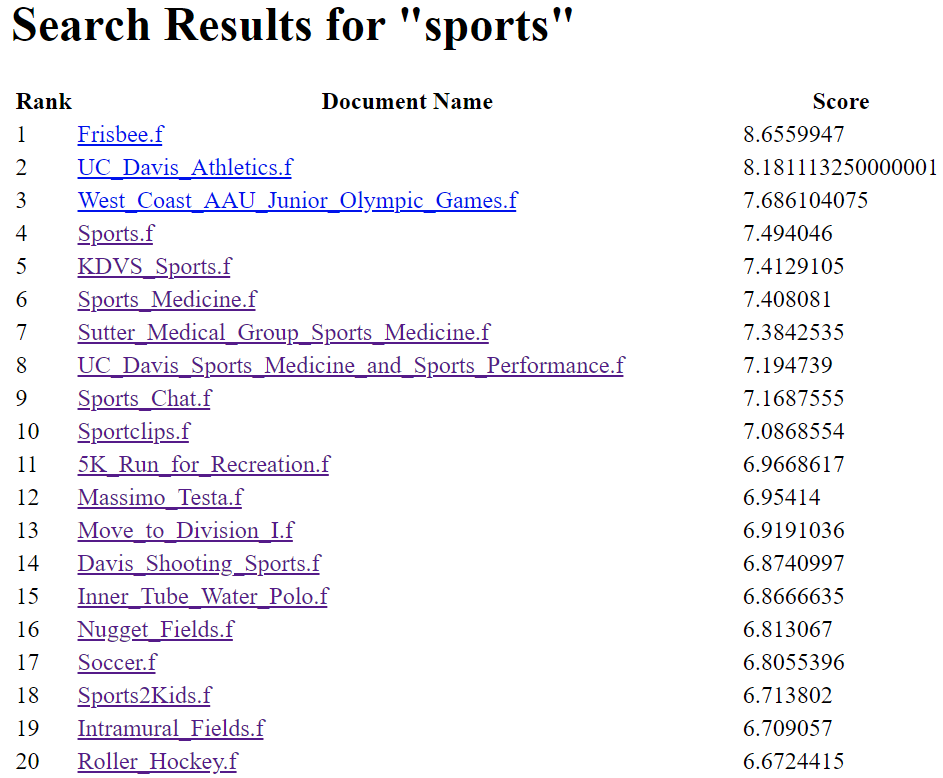 Search Results for "sports"
Rank Document Name Score
1 Frisbee.f 8.6559947
2 UC_Davis_Athletics.f 8.181113250000001
3 West_Coast_AAU_Junior_Olympic_Games.f 7.686104075
4 Sports.f 7.494046
5 KDVS_Sports.f 7.4129105
6 Sports_Medicine.f 7.408081
7 Sutter_Medical_Group_Sports_Medicine.f 7.3842535
8 UC_Davis_Sports_Medicine_and_Sports_Performance.f 7.194739
9 Sports_Chat.f 7.1687555
10 Sportclips.f 7.0868554
11 5K_Run_for_Recreation.f 6.9668617
12 Massimo_Testa.f 6.95414
13 Move_to_Division_I.f 6.9191036
14 Davis_Shooting_Sports.f 6.8740997
15 Inner_Tube_Water_Polo.f 6.8666635
16 Nugget_Fields.f 6.813067
17 Soccer.f 6.8055396
18 Sports2Kids.f 6.713802
19 Intramural_Fields.f 6.709057
20 Roller_Hockey.f 6.6724415